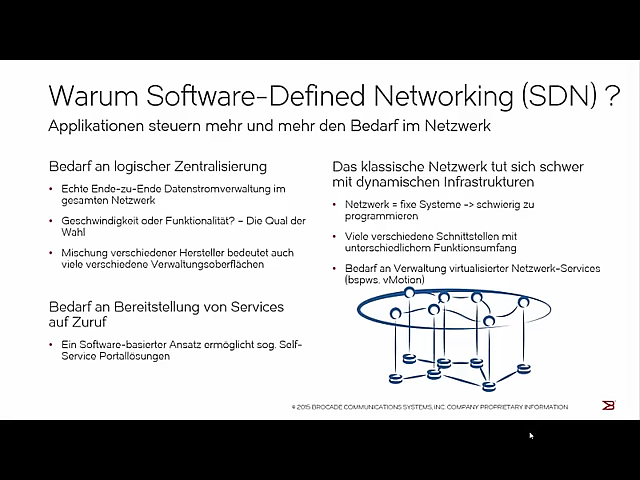 Warum Software-Defined Networking (SDN) ?
Applikationen steuern mehr und mehr den Bedarf im Netzwerk
Bedarf an logischer Zentralisierung
• Echte Ende-zu-Ende Datenstromverwaltung im
gesamten Netzwerk
• Geschwindigkeit oder Funktionalität? – Die Qual der
Wahl
• Mischung verschiedener Hersteller bedeutet auch
viele verschiedene Verwaltungsoberflächen
Bedarf an Bereitstellung von Services
auf Zuruf
• Ein Software-basierter Ansatz ermöglicht sog. Self-
Service Portallösungen
Das klassische Netzwerk tut sich schwer
mit dynamischen Infrastrukturen
• Netzwerk = fixe Systeme -> schwierig zu
programmieren
• Viele verschiedene Schnittstellen mit
unterschiedlichem Funktionsumfang
• Bedarf an Verwaltung virtualisierter Netzwerk-Services
(bspws. vMotion)
© 2015 BROCADE COMMUNICATIONS SYSTEMS, INC. COMPANY PROPRIETARY INFORMATION